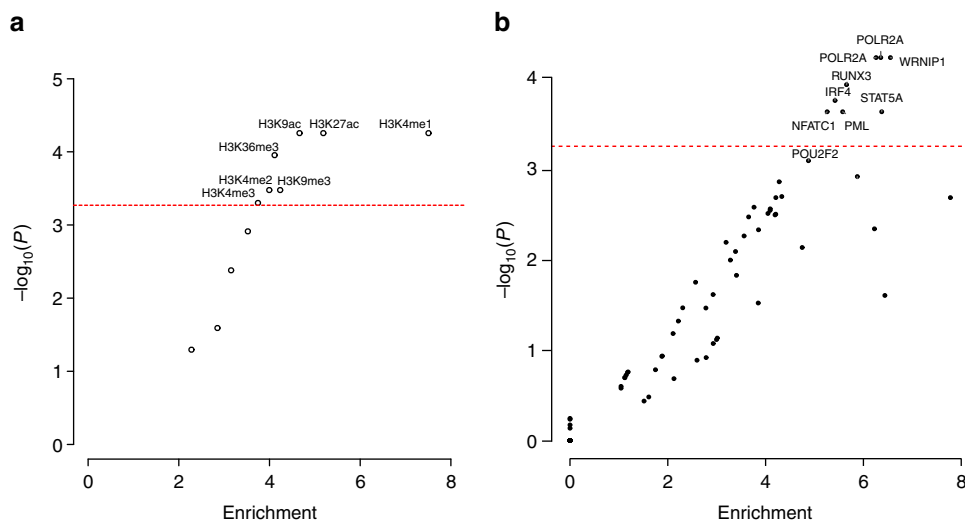 a
b
5
4
3
2
1
0
–log10(P)
H3K9ac
H3K27ac
H3K4me1
H3K36me3
H3K4me2
H3K9me3
H3K4me3
0
2
4
6
8
Enrichment
4
3
2
1
0
–log10(P)
POLR2A
POLR2A
WRNIP1
RUNX3
IRF4
STAT5A
NFATC1
PML
POU2F2
0
2
4
6
8
Enrichment